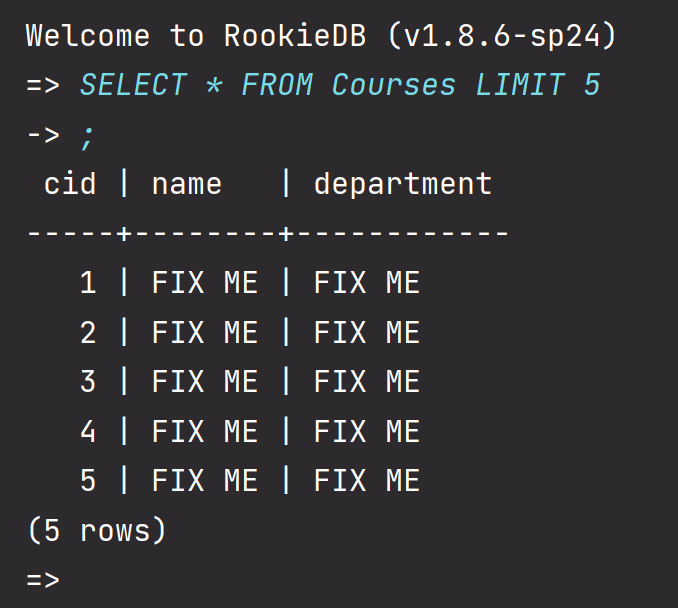 Welcome to RookieDB (v1.8.6-sp24)
=> SELECT * FROM Courses LIMIT 5
-> ;
 cid | name   | department
-----+--------+------------
   1 | FIX ME | FIX ME
   2 | FIX ME | FIX ME
   3 | FIX ME | FIX ME
   4 | FIX ME | FIX ME
   5 | FIX ME | FIX ME
(5 rows)
=>